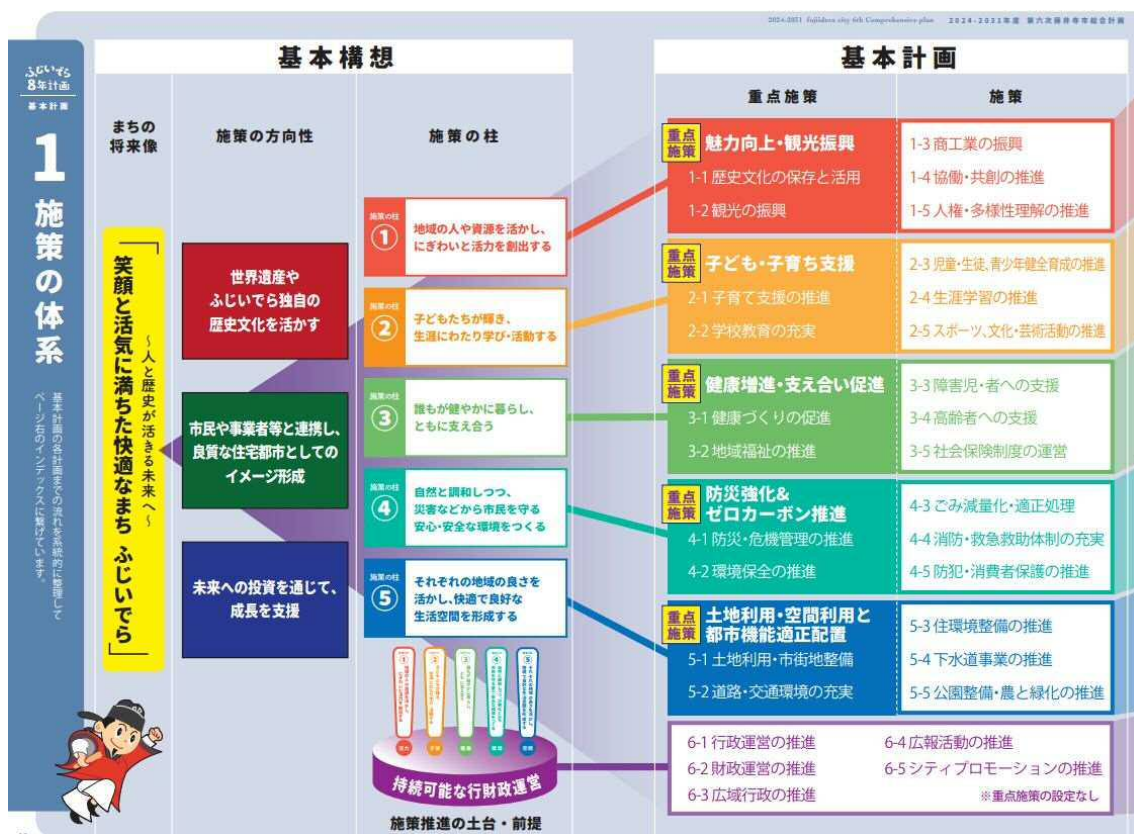 2024-2031 fujiidera city 6th Comprehensive plan 2024-2031年度 第六次藤井寺市総合計画
ふじいでら
8年計画
基本計画
1 施策の体系
基本計画の各計画までの流れを系統的に整理して
ページ右のインデックスに繋げています。
基本構想
まちの
将来像
施策の方向性
施策の柱
「笑顔と活気に満ちた快適なまち ふじいでら」
～人と歴史が活きる未来へ～
世界遺産や
ふじいでら独自の
歴史文化を活かす
市民や事業者等と連携し、
良質な住宅都市としての
イメージ形成
未来への投資を通じて、
成長を支援
施策の柱
①
地域の人や資源を活かし、
にぎわいと活力を創出する
施策の柱
②
子どもたちが輝き、
生涯にわたり学び・活動する
施策の柱
③
誰もが健やかに暮らし、
ともに支え合う
施策の柱
④
自然と調和しつつ、
災害などから市民を守る
安心・安全な環境をつくる
施策の柱
⑤
それぞれの地域の良さを
活かし、快適で良好な
生活空間を形成する
持続可能な行財政運営
施策推進の土台・前提
基本計画
重点施策
施策
重点
施策
魅力向上・観光振興
1-1 歴史文化の保存と活用
1-2 観光の振興
1-3 商工業の振興
1-4 協働・共創の推進
1-5 人権・多様性理解の推進
重点
施策
子ども・子育ち支援
2-1 子育て支援の推進
2-2 学校教育の充実
2-3 児童・生徒、青少年健全育成の推進
2-4 生涯学習の推進
2-5 スポーツ、文化・芸術活動の推進
重点
施策
健康増進・支え合い促進
3-1 健康づくりの促進
3-2 地域福祉の推進
3-3 障害児・者への支援
3-4 高齢者への支援
3-5 社会保険制度の運営
重点
施策
防災強化&
ゼロカーボン推進
4-1 防災・危機管理の推進
4-2 環境保全の推進
4-3 ごみ減量化・適正処理
4-4 消防・救急救助体制の充実
4-5 防犯・消費者保護の推進
重点
施策
土地利用・空間利用と
都市機能適正配置
5-1 土地利用・市街地整備
5-2 道路・交通環境の充実
5-3 住環境整備の推進
5-4 下水道事業の推進
5-5 公園整備・農と緑化の推進
6-1 行政運営の推進
6-2 財政運営の推進
6-3 広域行政の推進
6-4 広報活動の推進
6-5 シティプロモーションの推進
※重点施策の設定なし